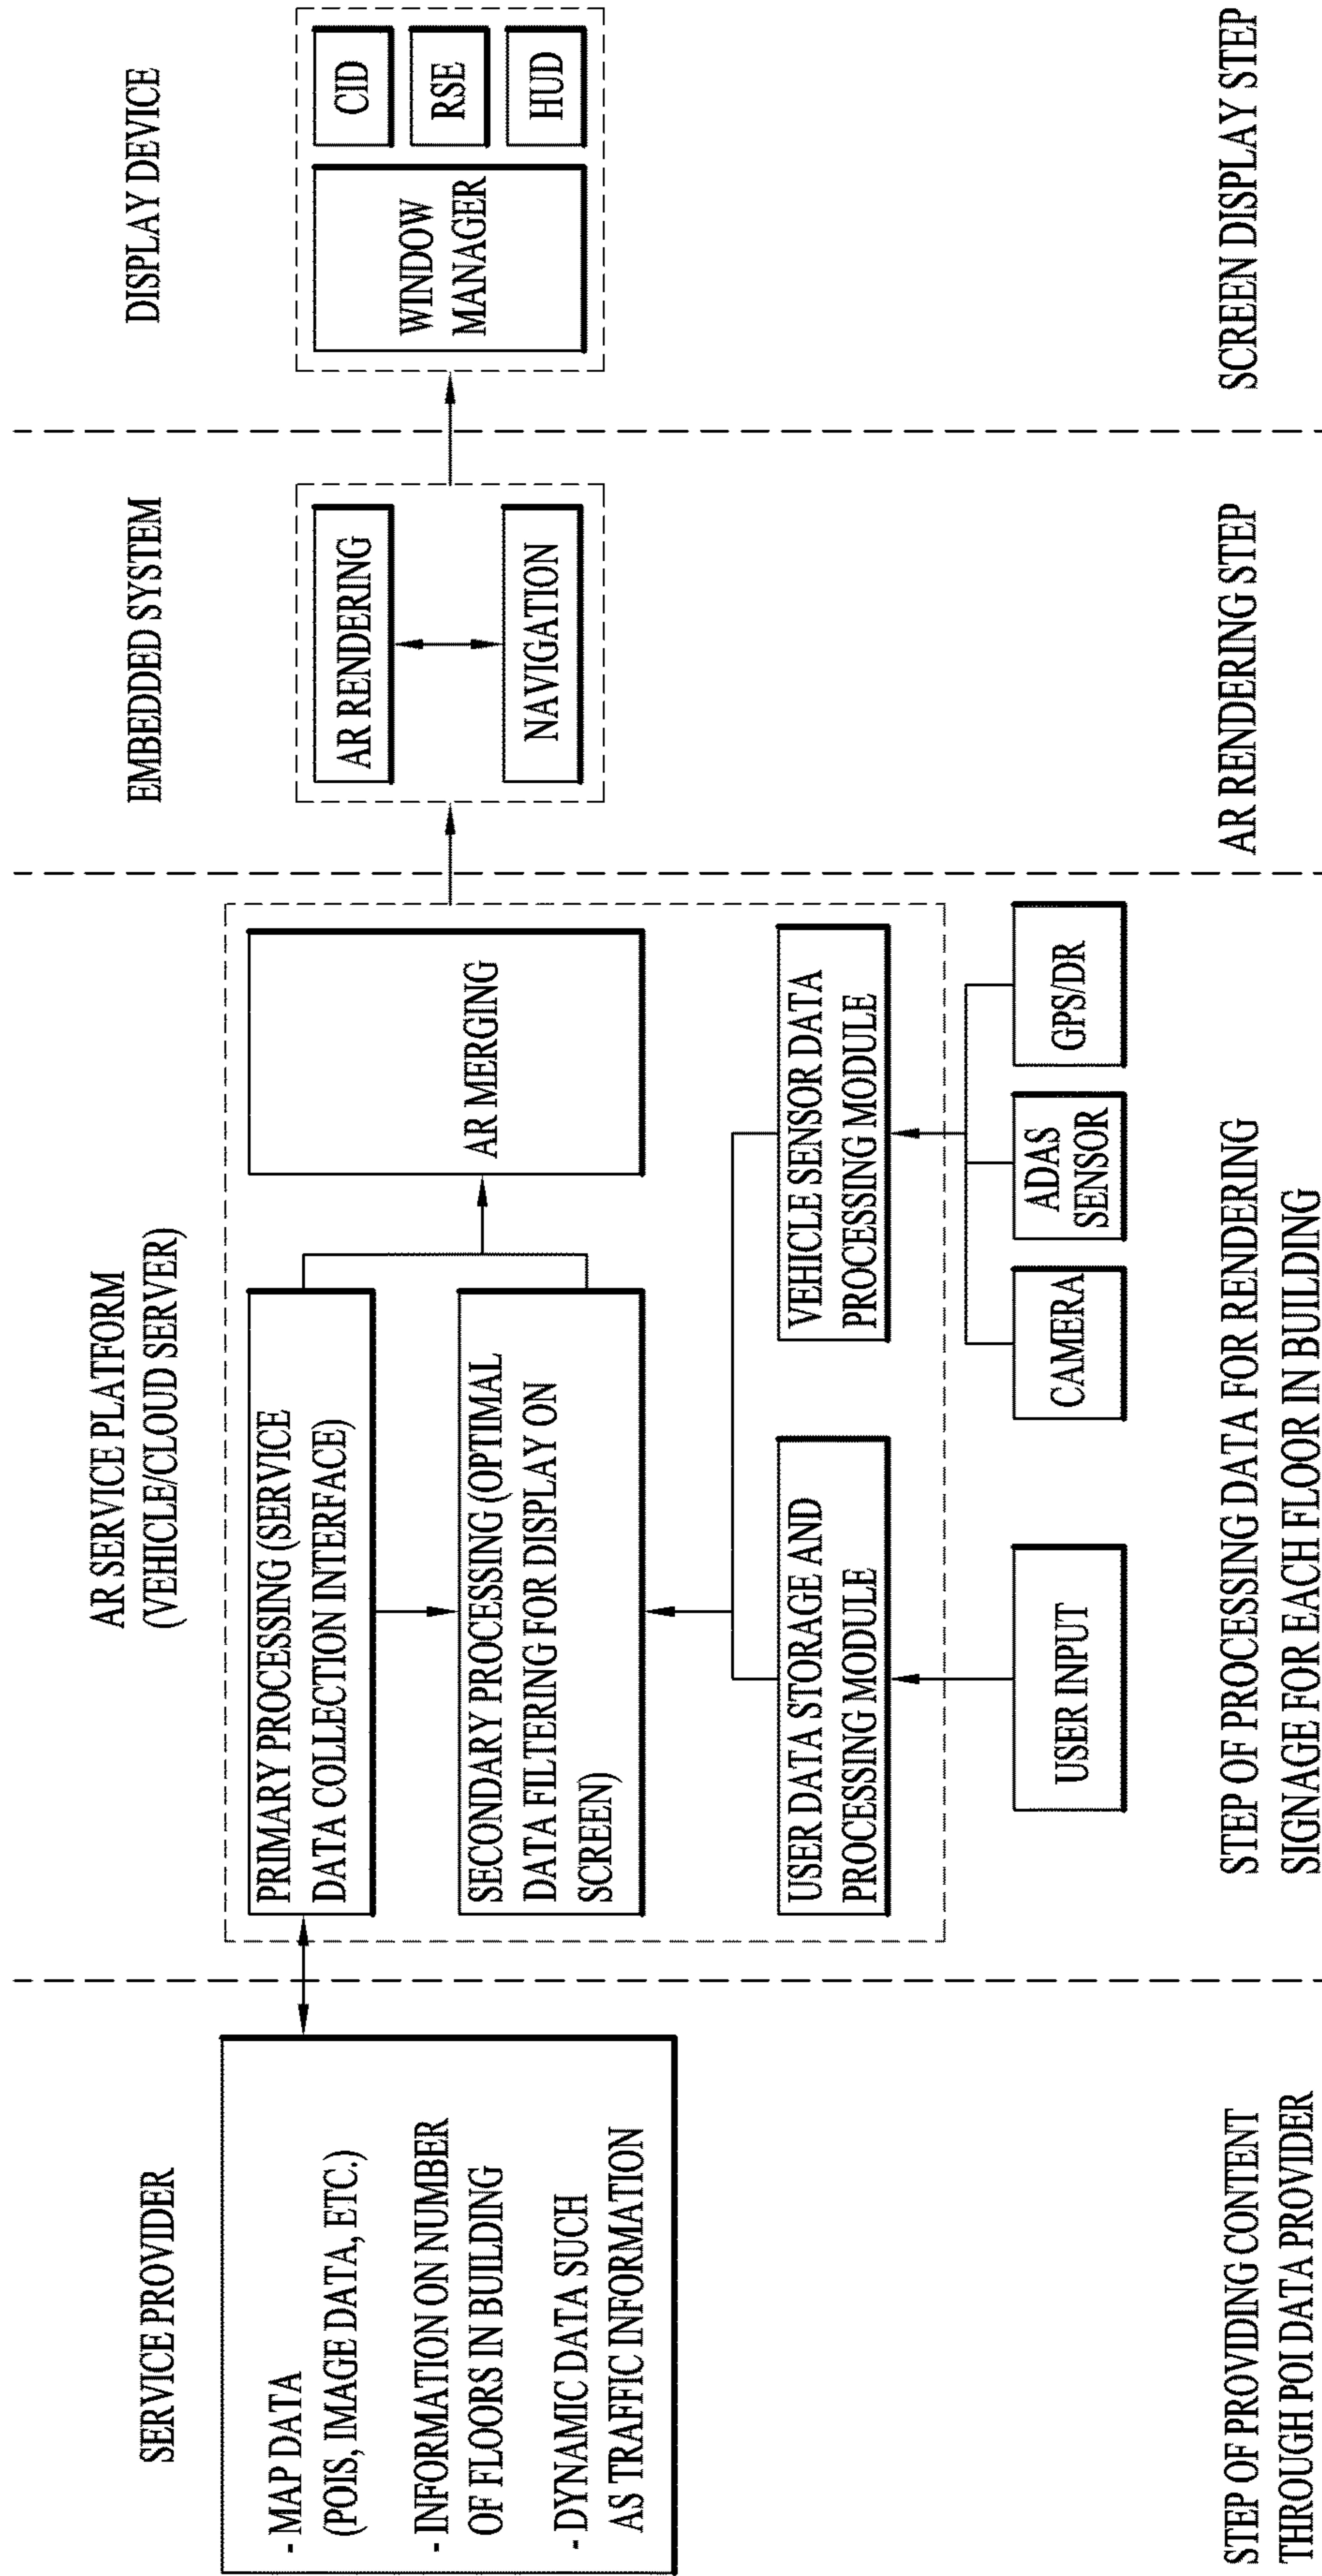 SERVICE PROVIDER
- MAP DATA
(POIS, IMAGE DATA, ETC.)
- INFORMATION ON NUMBER
OF FLOORS IN BUILDING
- DYNAMIC DATA SUCH
AS TRAFFIC INFORMATION
STEP OF PROVIDING CONTENT
THROUGH POI DATA PROVIDER
AR SERVICE PLATFORM
(VEHICLE/CLOUD SERVER)
PRIMARY PROCESSING (SERVICE
DATA COLLECTION INTERFACE)
SECONDARY PROCESSING (OPTIMAL
DATA FILTERING FOR DISPLAY ON
SCREEN)
AR MERGING
USER DATA STORAGE AND
PROCESSING MODULE
VEHICLE SENSOR DATA
PROCESSING MODULE
USER INPUT
CAMERA
ADAS
SENSOR
GPS/DR
STEP OF PROCESSING DATA FOR RENDERING
SIGNAGE FOR EACH FLOOR IN BUILDING
EMBEDDED SYSTEM
AR RENDERING
NAVIGATION
AR RENDERING STEP
DISPLAY DEVICE
WINDOW
MANAGER
CID
RSE
HUD
SCREEN DISPLAY STEP